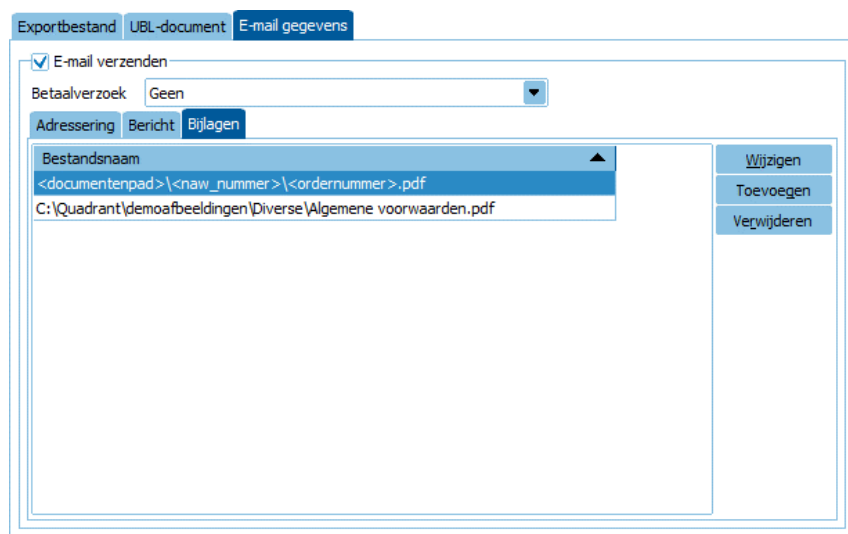 Exportbestand UBL-document E-mail gegevens
E-mail verzenden
Betaalverzoek Geen
Adressering Bericht Bijlagen
Bestandsnaam
<documentenpad>\<naw_nummer>\<ordernummer>.pdf
C:\Quadrant\demoafbeeldingen\Diverse\Algemene voorwaarden.pdf
Wijzigen
Toevoegen
Verwijderen